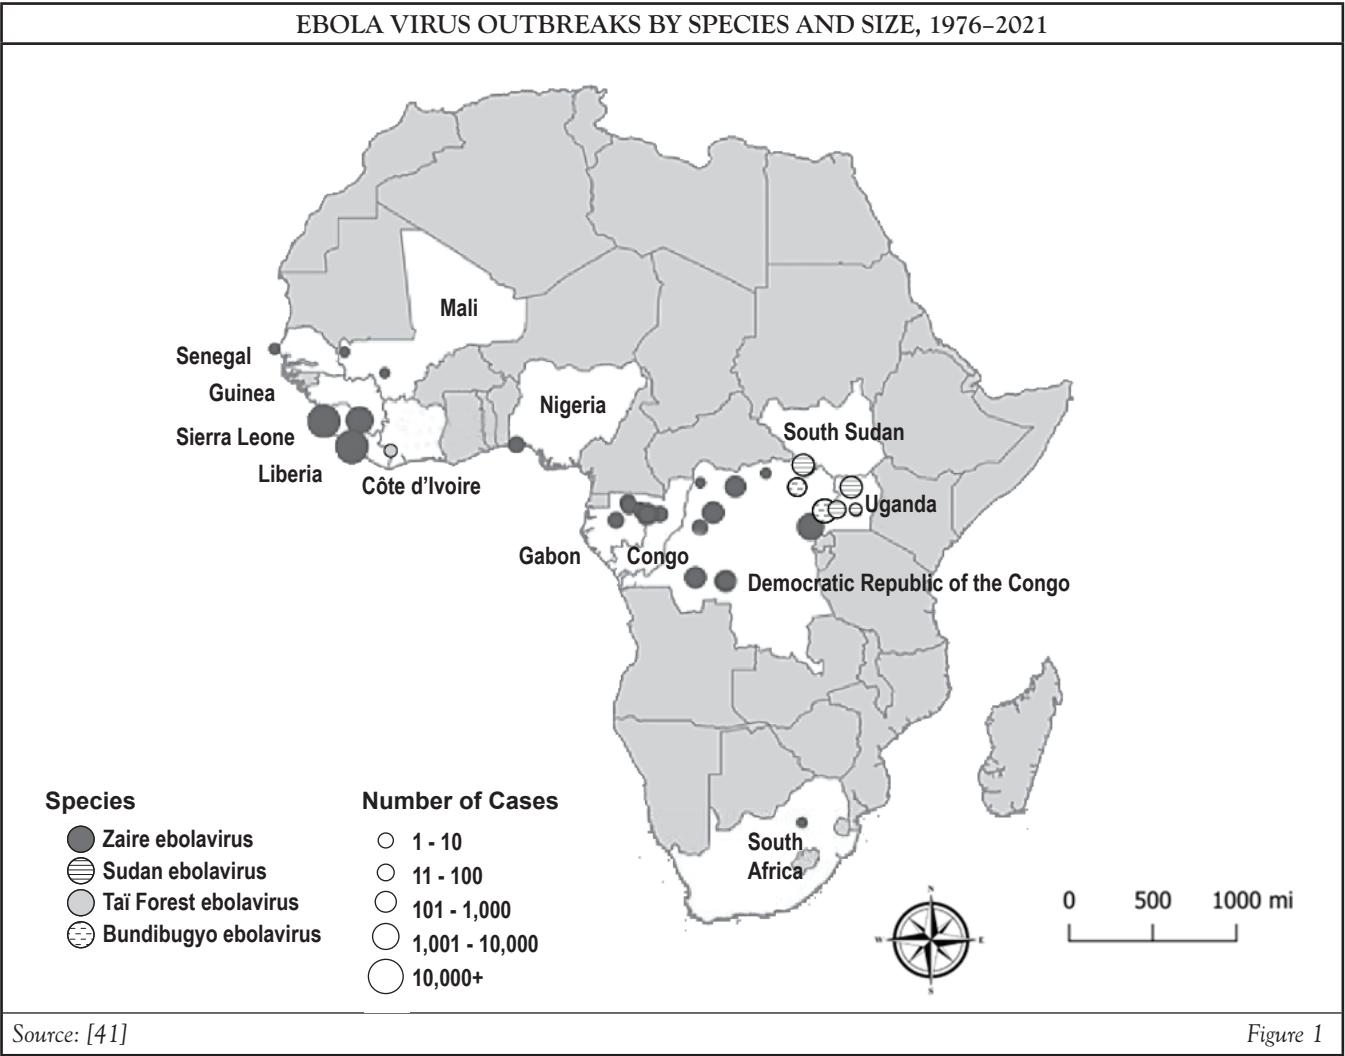 EBOLA VIRUS OUTBREAKS BY SPECIES AND SIZE, 1976–2021
Mali
Senegal
Guinea
Nigeria
Sierra Leone
South Sudan
Liberia
Côte d'Ivoire
Uganda
Gabon
Congo
Democratic Republic of the Congo
South
Africa
Species
Zaire ebolavirus
Sudan ebolavirus
Taï Forest ebolavirus
Bundibugyo ebolavirus
Number of Cases
1 - 10
11 - 100
101 - 1,000
1,001 - 10,000
10,000+
N
W
E
S
0 500 1000 mi
Source: [41]
Figure 1